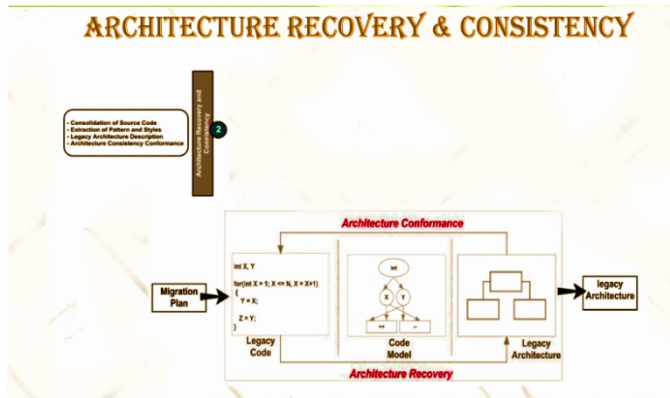 ARCHITECTURE RECOVERY & CONSISTENCY
- Consolidation of Source Code
- Extraction of Pattern and Styles
- Legacy Architecture Description
- Architecture Consistency Conformance
Architecture Recovery and
Consistency
2
Architecture Conformance
int X, Y
for(int X = 1; X <= N, X = X+1)
{
Y = X;
Z = Y;
}
int
X Y
++
Migration
Plan
legacy
Architecture
Legacy
Code
Code
Model
Legacy
Architecture
Architecture Recovery